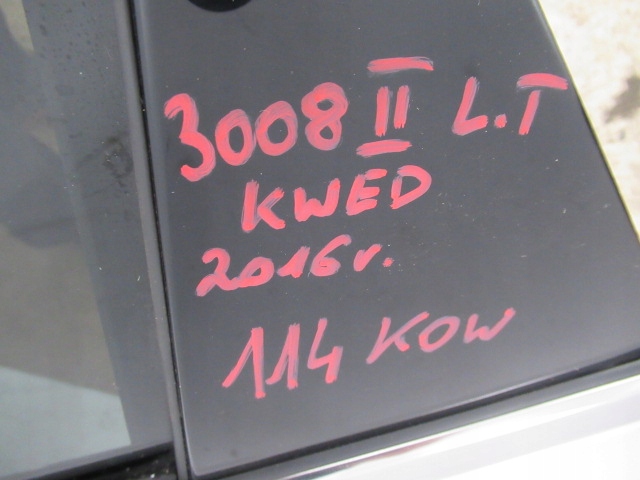 3008 II L.T
KWED
2016r.
114 KOW